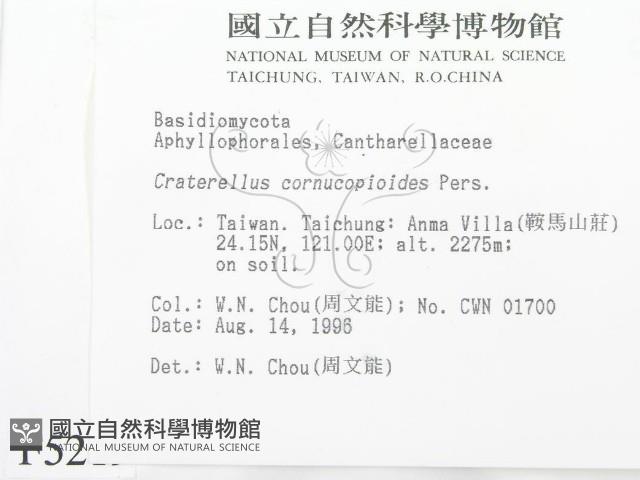 國立自然科學博物館
NATIONAL MUSEUM OF NATURAL SCIENCE
TAICHUNG, TAIWAN, R.O.CHINA
Basidiomycota
Aphyllophorales, Cantharellaceae
Craterellus cornucopioides Pers.
Loc.: Taiwan. Taichung: Anma Villa(鞍馬山莊)
24.15N, 121.00E; alt. 2275m;
on soil.
Col.: W.N. Chou(周文能); No. CWN 01700
Date: Aug. 14, 1996
Det.: W.N. Chou(周文能)
國立自然科學博物館
NATIONAL MUSEUM OF NATURAL SCIENCE